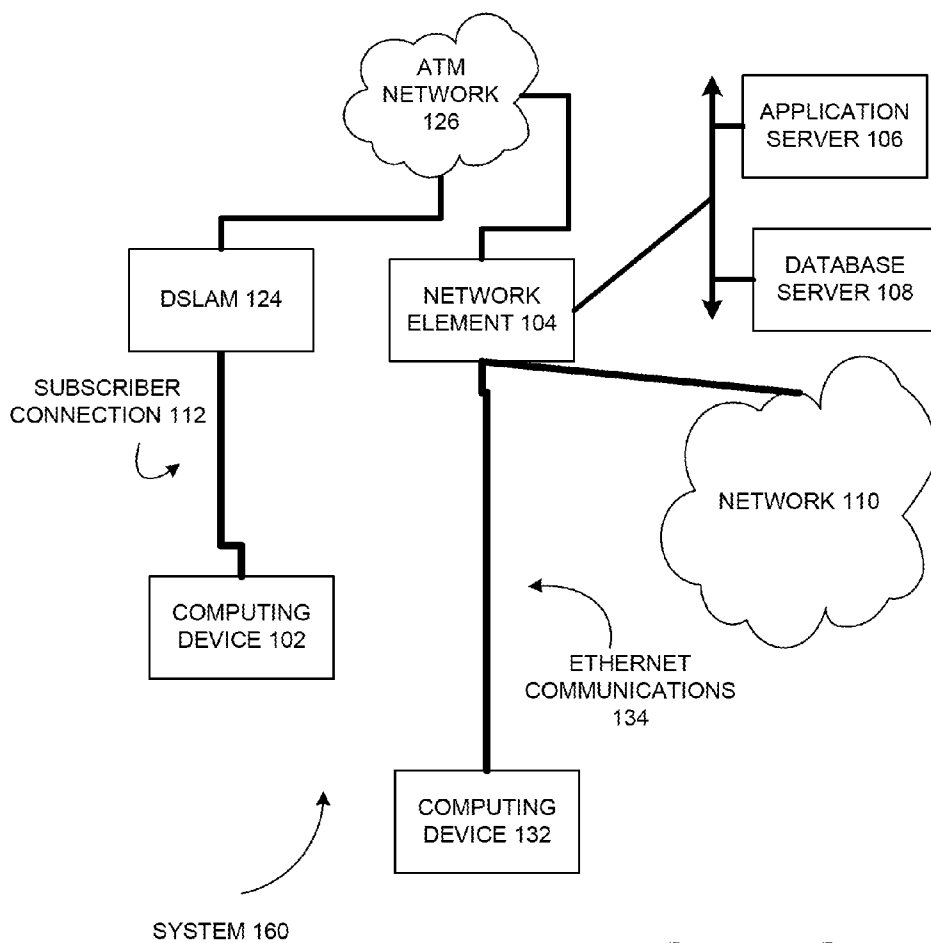 ATM
NETWORK
126
APPLICATION
SERVER 106
DSLAM 124
NETWORK
ELEMENT 104
DATABASE
SERVER 108
SUBSCRIBER
CONNECTION 112
NETWORK 110
COMPUTING
DEVICE 102
ETHERNET
COMMUNICATIONS
134
COMPUTING
DEVICE 132
SYSTEM 160